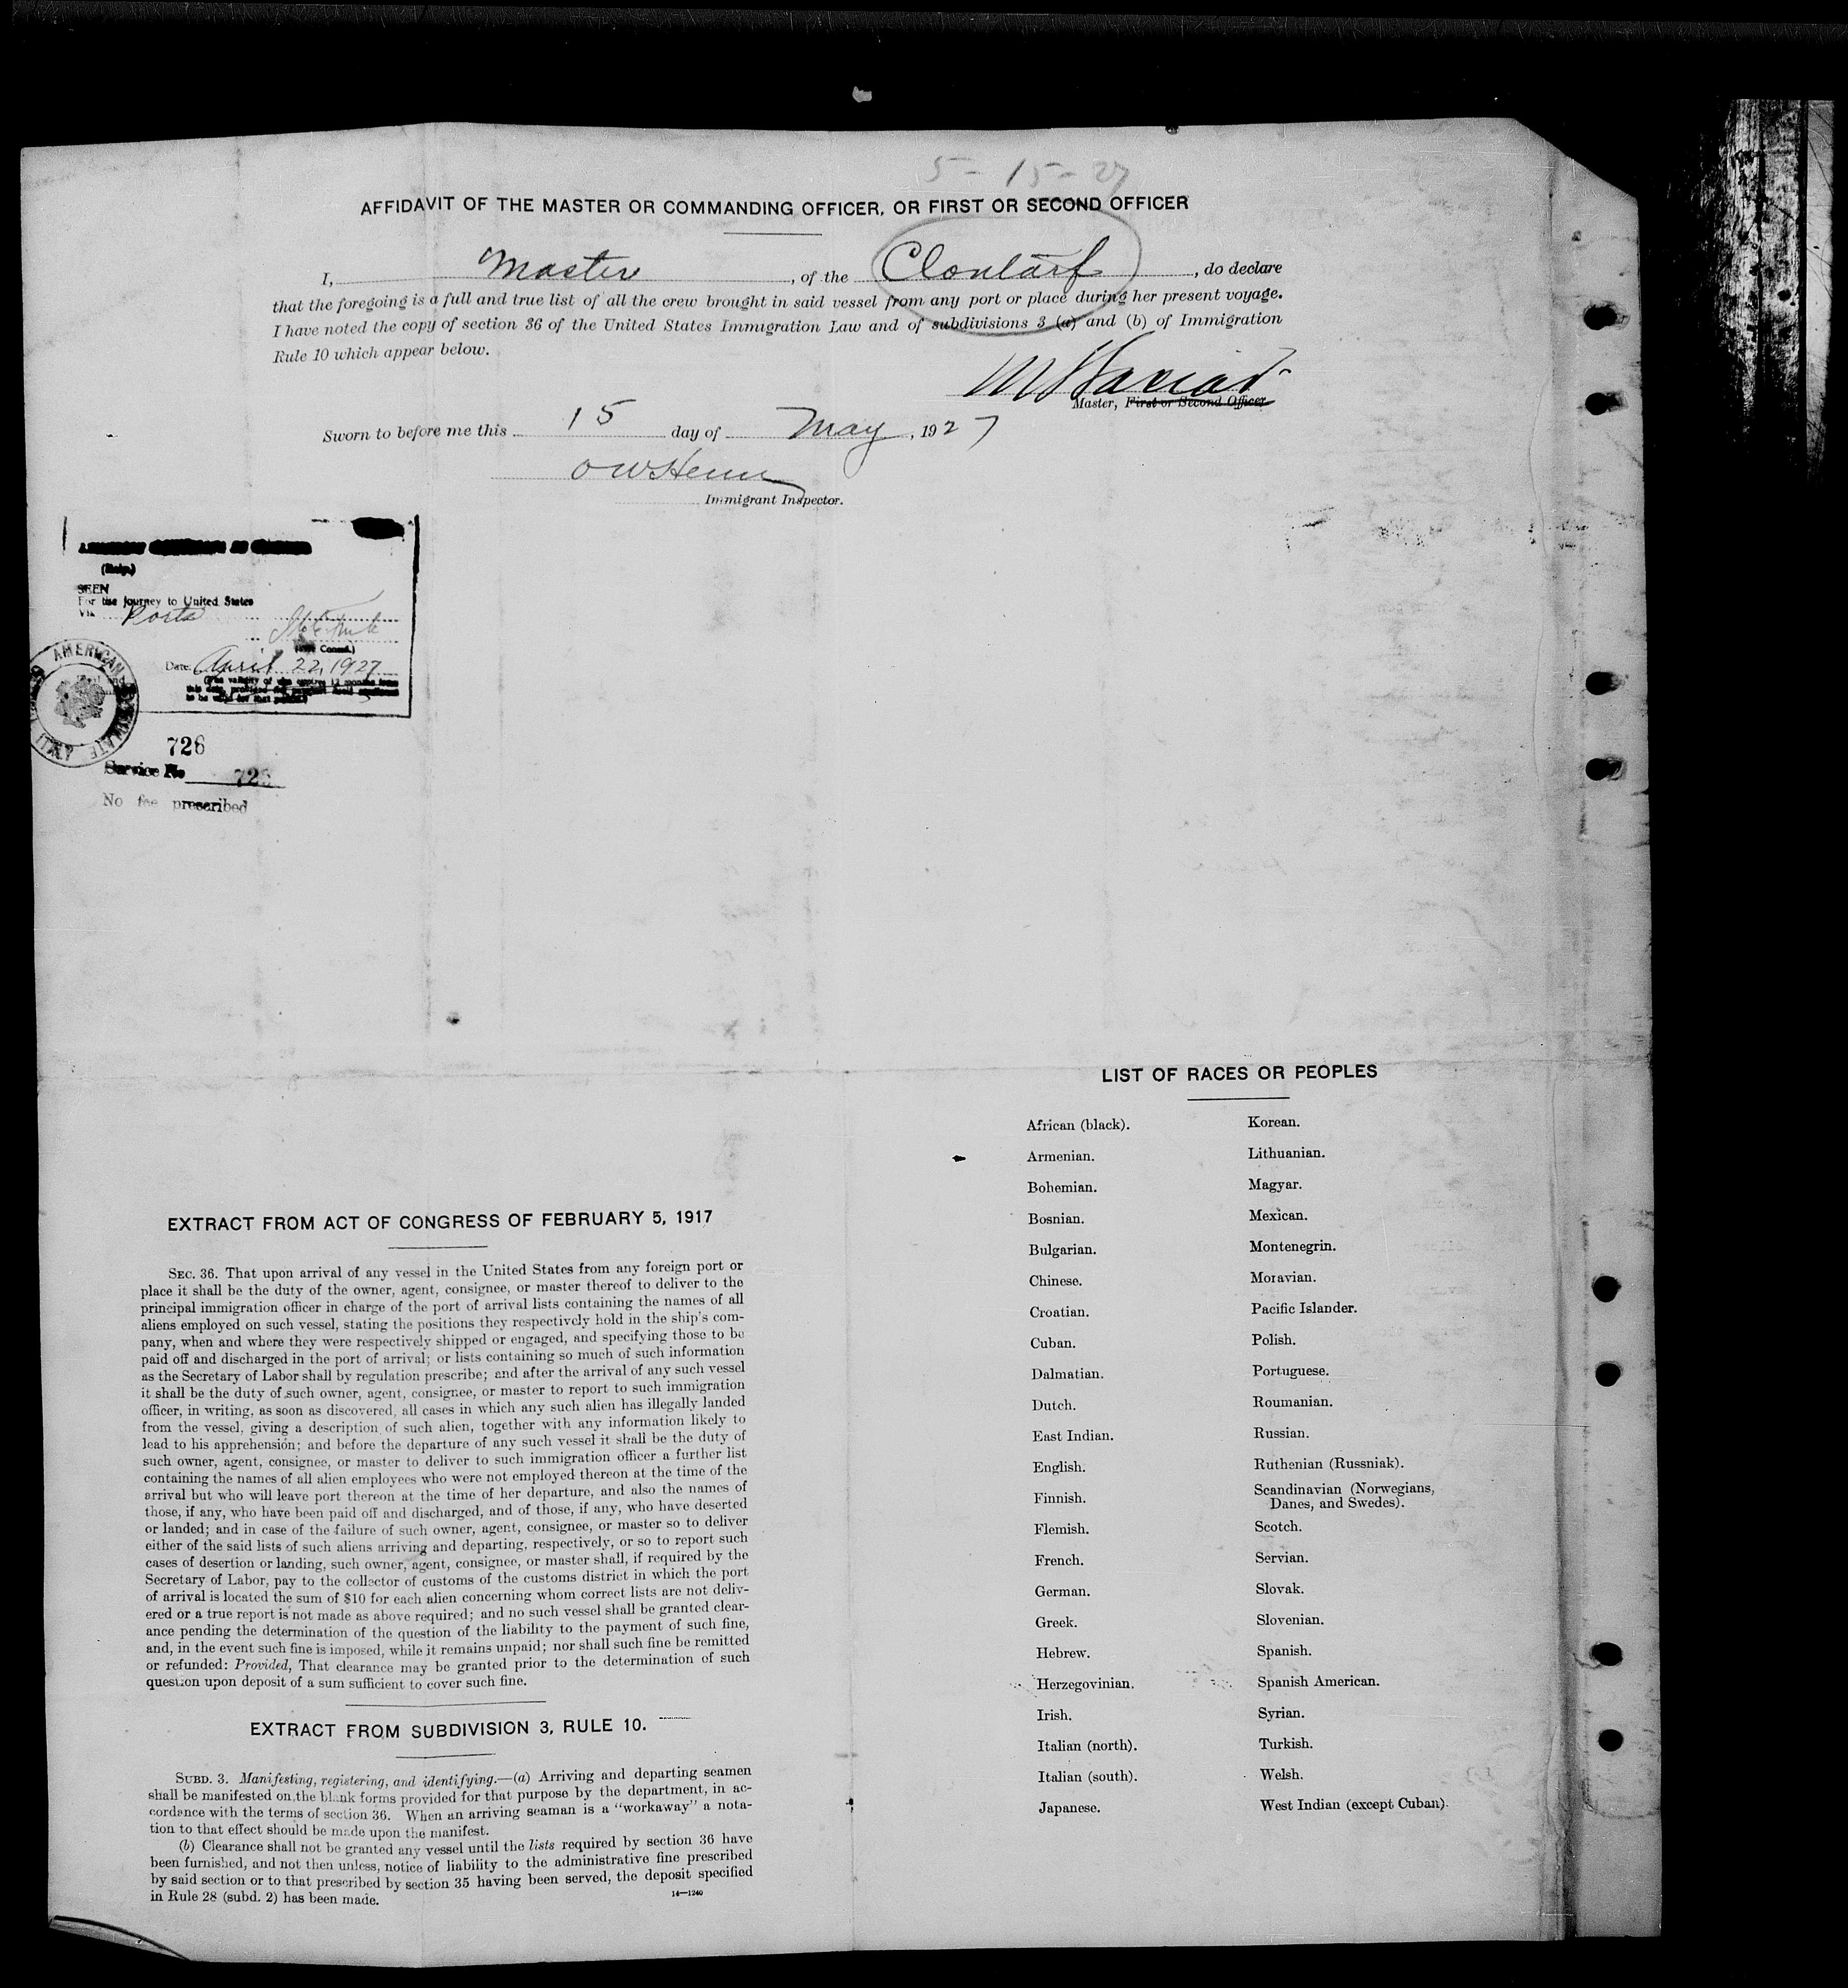 5-15-27
AFFIDAVIT OF THE MASTER OR COMMANDING OFFICER, OR FIRST OR SECOND OFFICER
I, Master, of the Clontarf, do declare
that the foregoing is a full and true list of all the crew brought in said vessel from any port or place during her present voyage.
I have noted the copy of section 36 of the United States Immigration Law and of subdivisions 3 (a) and (b) of Immigration
Rule 10 which appear below.
Master, First or Second Officer
Sworn to before me this 15 day of May, 1927
Immigrant Inspector.
SEEN
For the journey to United States
Via Ports
Date: April 22, 1927
AMERICAN
726
Service No 726
No fee prescribed
LIST OF RACES OR PEOPLES
African (black).
Armenian.
Bohemian.
Bosnian.
Bulgarian.
Chinese.
Croatian.
Cuban.
Dalmatian.
Dutch.
East Indian.
English.
Finnish.
Flemish.
French.
German.
Greek.
Hebrew.
Herzegovinian.
Irish.
Italian (north).
Italian (south).
Japanese.
Korean.
Lithuanian.
Magyar.
Mexican.
Montenegrin.
Moravian.
Pacific Islander.
Polish.
Portuguese.
Roumanian.
Russian.
Ruthenian (Russniak).
Scandinavian (Norwegians,
Danes, and Swedes).
Scotch.
Servian.
Slovak.
Slovenian.
Spanish.
Spanish American.
Syrian.
Turkish.
Welsh.
West Indian (except Cuban).
EXTRACT FROM ACT OF CONGRESS OF FEBRUARY 5, 1917
SEC. 36. That upon arrival of any vessel in the United States from any foreign port or
place it shall be the duty of the owner, agent, consignee, or master thereof to deliver to the
principal immigration officer in charge of the port of arrival lists containing the names of all
aliens employed on such vessel, stating the positions they respectively hold in the ship's com-
pany, when and where they were respectively shipped or engaged, and specifying those to be
paid off and discharged in the port of arrival; or lists containing so much of such information
as the Secretary of Labor shall by regulation prescribe; and after the arrival of any such vessel
it shall be the duty of such owner, agent, consignee, or master to report to such immigration
officer, in writing, as soon as discovered, all cases in which any such alien has illegally landed
from the vessel, giving a description of such alien, together with any information likely to
lead to his apprehension; and before the departure of any such vessel it shall be the duty of
such owner, agent, consignee, or master to deliver to such immigration officer a further list
containing the names of all alien employees who were not employed thereon at the time of the
arrival but who will leave port thereon at the time of her departure, and also the names of
those, if any, who have been paid off and discharged, and of those, if any, who have deserted
or landed; and in case of the failure of such owner, agent, consignee, or master so to deliver
either of the said lists of such aliens arriving and departing, respectively, or so to report such
cases of desertion or landing, such owner, agent, consignee, or master shall, if required by the
Secretary of Labor, pay to the collector of customs of the customs district in which the port
of arrival is located the sum of $10 for each alien concerning whom correct lists are not deliv-
ered or a true report is not made as above required; and no such vessel shall be granted clear-
ance pending the determination of the question of the liability to the payment of such fine,
and, in the event such fine is imposed, while it remains unpaid; nor shall such fine be remitted
or refunded: Provided, That clearance may be granted prior to the determination of such
question upon deposit of a sum sufficient to cover such fine.
EXTRACT FROM SUBDIVISION 3, RULE 10.
SUBD. 3. Manifesting, registering, and identifying.—(a) Arriving and departing seamen
shall be manifested on the blank forms provided for that purpose by the department, in ac-
cordance with the terms of section 36. When an arriving seaman is a "workaway" a nota-
tion to that effect should be made upon the manifest.
(b) Clearance shall not be granted any vessel until the lists required by section 36 have
been furnished, and not then unless, notice of liability to the administrative fine prescribed
by said section or to that prescribed by section 35 having been served, the deposit specified
in Rule 28 (subd. 2) has been made.
14—1240